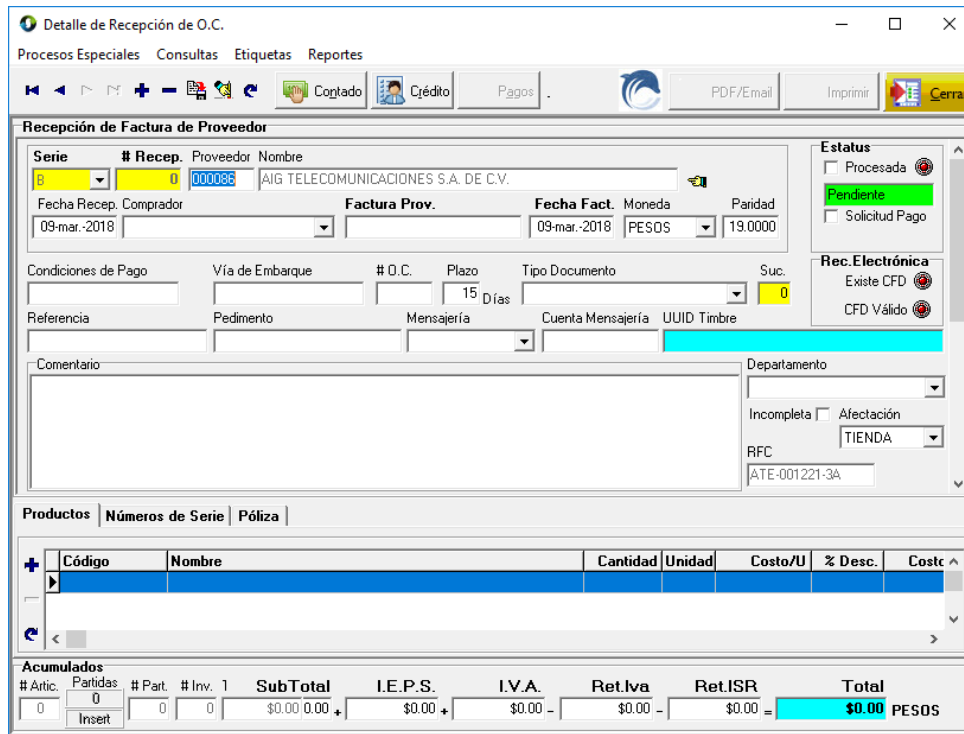 Detalle de Recepción de O.C.
Procesos Especiales Consultas Etiquetas Reportes
Contado Crédito Pagos . PDF/Email Imprimir Cerra
Recepción de Factura de Proveedor
Serie # Recep. Proveedor Nombre
B 0 000086 AIG TELECOMUNICACIONES S.A. DE C.V.
Estatus
Procesada
Pendiente
Solicitud Pago
Fecha Recep. Comprador Factura Prov. Fecha Fact. Moneda Paridad
09-mar.-2018 09-mar.-2018 PESOS 19.0000
Rec.Electrónica
Existe CFD
CFD Válido
Condiciones de Pago Vía de Embarque # O.C. Plazo Tipo Documento Suc.
15 Días 0
Referencia Pedimento Mensajería Cuenta Mensajería UUID Timbre
Comentario
Departamento
Incompleta Afectación
TIENDA
RFC
ATE-001221-3A
Productos Números de Serie Póliza
Código Nombre Cantidad Unidad Costo/U % Desc. Costo
Acumulados
# Artic. Partidas # Part. # Inv. 1 SubTotal I.E.P.S. I.V.A. Ret.Iva Ret.ISR Total
0 0 0 0 $0.00 0.00 + $0.00 + $0.00 - $0.00 - $0.00 = $0.00 PESOS
Insert